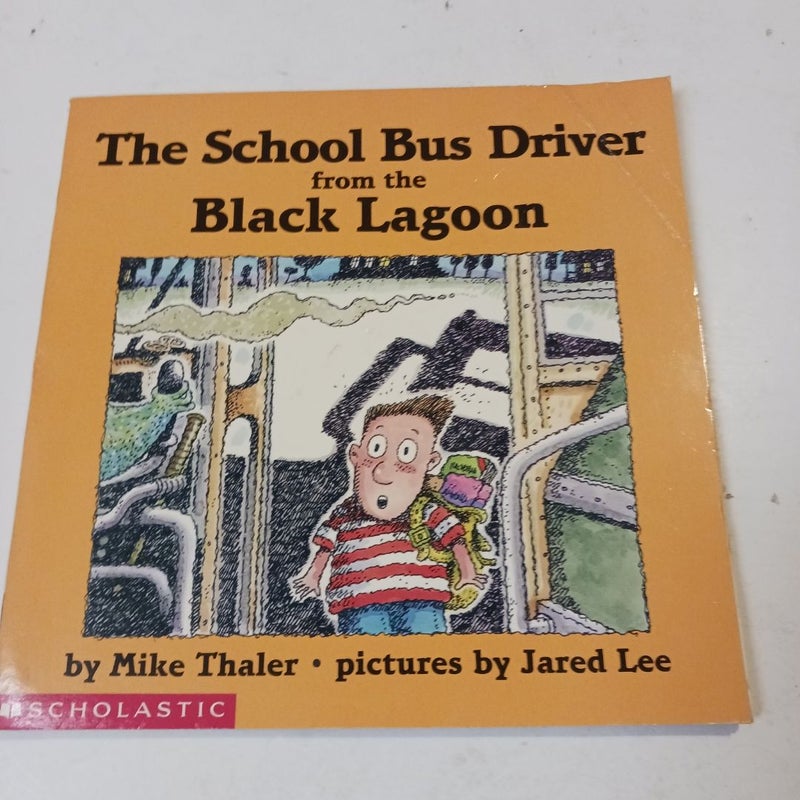 The School Bus Driver
from the
Black Lagoon
by Mike Thaler • pictures by Jared Lee
SCHOLASTIC